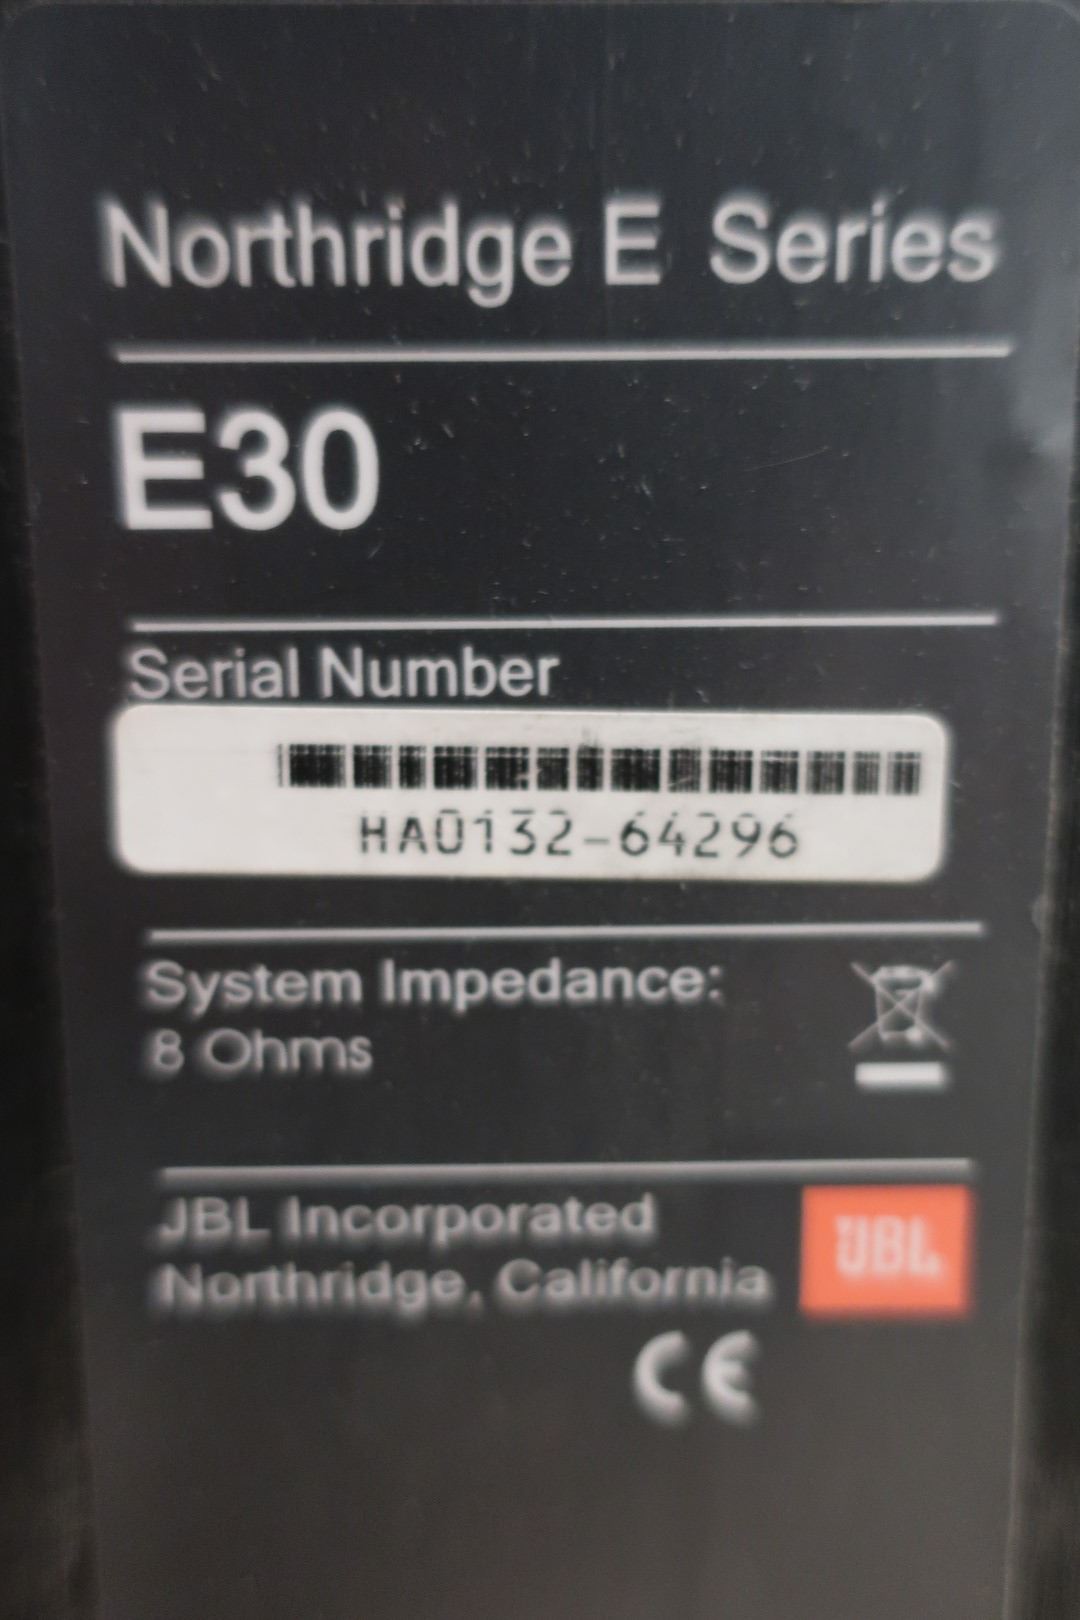 Northridge E Series
E30
Serial Number
HA0132-64296
System Impedance:
8 Ohms
JBL Incorporated
Northridge, California
JBL
CE